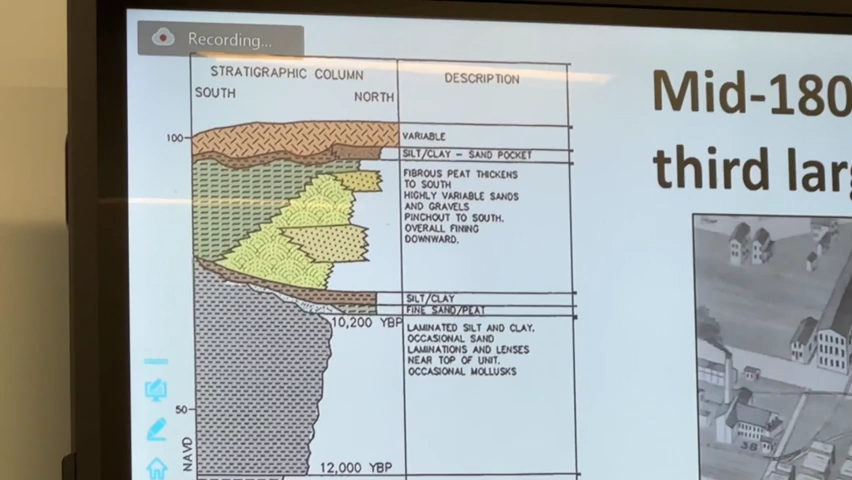 Recording...
STRATIGRAPHIC COLUMN
DESCRIPTION
SOUTH
NORTH
100
VARIABLE
SILT/CLAY - SAND POCKET
FIBROUS PEAT THICKENS
TO SOUTH
HIGHLY VARIABLE SANDS
AND GRAVELS
PINCHOUT TO SOUTH.
OVERALL FINING
DOWNWARD.
SILT/CLAY
FINE SAND/PEAT
10,200 YBP
LAMINATED SILT AND CLAY.
OCCASIONAL SAND
LAMINATIONS AND LENSES
NEAR TOP OF UNIT.
OCCASIONAL MOLLUSKS
50
NAVD
12,000 YBP
Mid-180
third lar